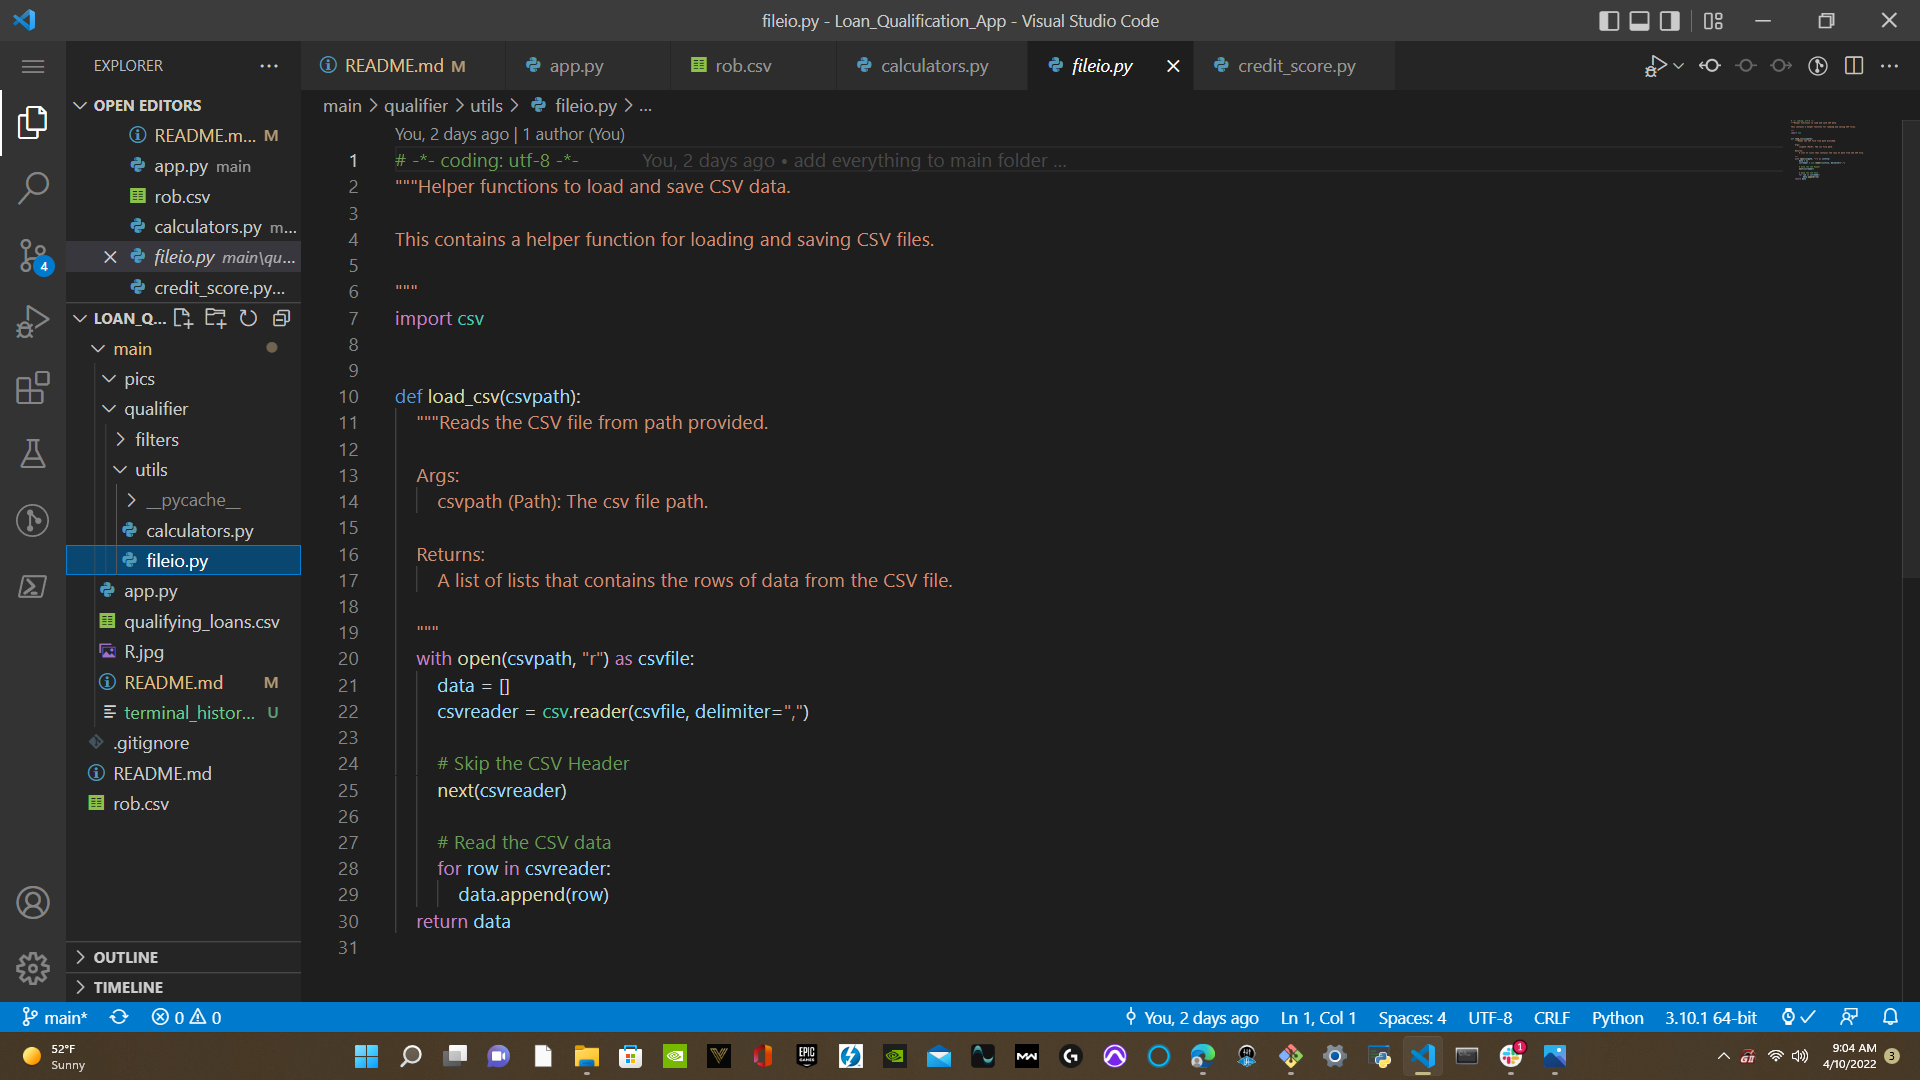 fileio.py - Loan_Qualification_App - Visual Studio Code
EXPLORER
README.md M
app.py
rob.csv
calculators.py
fileio.py
credit_score.py
OPEN EDITORS
README.m... M
app.py main
rob.csv
calculators.py m...
fileio.py main\qu...
credit_score.py...
LOAN_Q...
main
pics
qualifier
filters
utils
__pycache__
calculators.py
fileio.py
app.py
qualifying_loans.csv
R.jpg
README.md M
terminal_histor... U
.gitignore
README.md
rob.csv
OUTLINE
TIMELINE
4
main > qualifier > utils > fileio.py > ...
You, 2 days ago | 1 author (You)
1 # -*- coding: utf-8 -*- You, 2 days ago • add everything to main folder ...
2 """Helper functions to load and save CSV data.
3
4 This contains a helper function for loading and saving CSV files.
5
6 """
7 import csv
8
9
10 def load_csv(csvpath):
11 """Reads the CSV file from path provided.
12
13 Args:
14 csvpath (Path): The csv file path.
15
16 Returns:
17 A list of lists that contains the rows of data from the CSV file.
18
19 """
20 with open(csvpath, "r") as csvfile:
21 data = []
22 csvreader = csv.reader(csvfile, delimiter=",")
23
24 # Skip the CSV Header
25 next(csvreader)
26
27 # Read the CSV data
28 for row in csvreader:
29 data.append(row)
30 return data
31
main* 0 0 You, 2 days ago Ln 1, Col 1 Spaces: 4 UTF-8 CRLF Python 3.10.1 64-bit
52°F
Sunny
EPIC GAMES
1
9:04 AM
4/10/2022
3